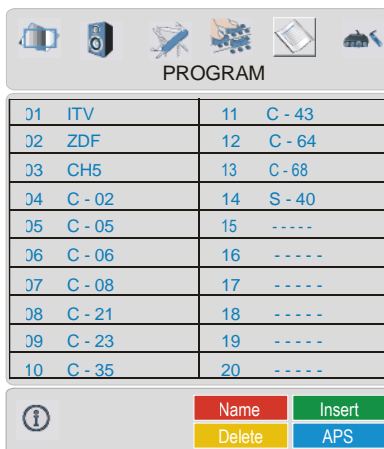 PROGRAM
01 ITV 11 C - 43
02 ZDF 12 C - 64
03 CH5 13 C - 68
04 C - 02 14 S - 40
05 C - 05 15 - - - - -
06 C - 06 16 - - - - -
07 C - 08 17 - - - - -
08 C - 21 18 - - - - -
09 C - 23 19 - - - - -
10 C - 35 20 - - - - -
Name Insert
Delete APS